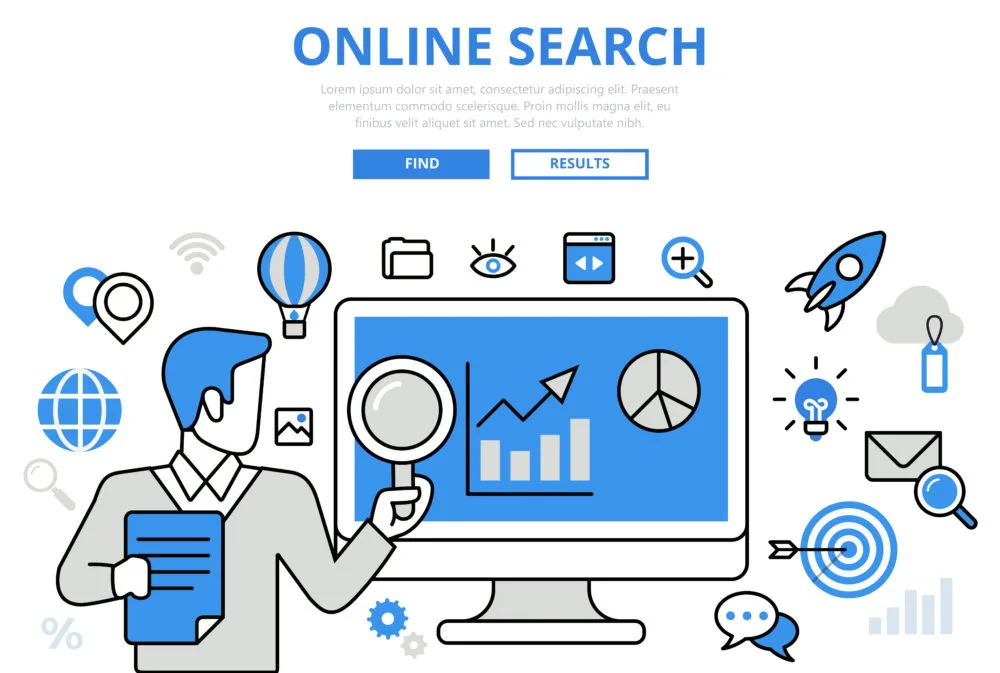 ONLINE SEARCH
Lorem ipsum dolor sit amet, consectetur adipiscing elit. Praesent
elementum commodo scelerisque. Proin mollis magna elit, eu
finibus velit aliquet sit amet. Sed nec vulputate nibh.
FIND
RESULTS
%